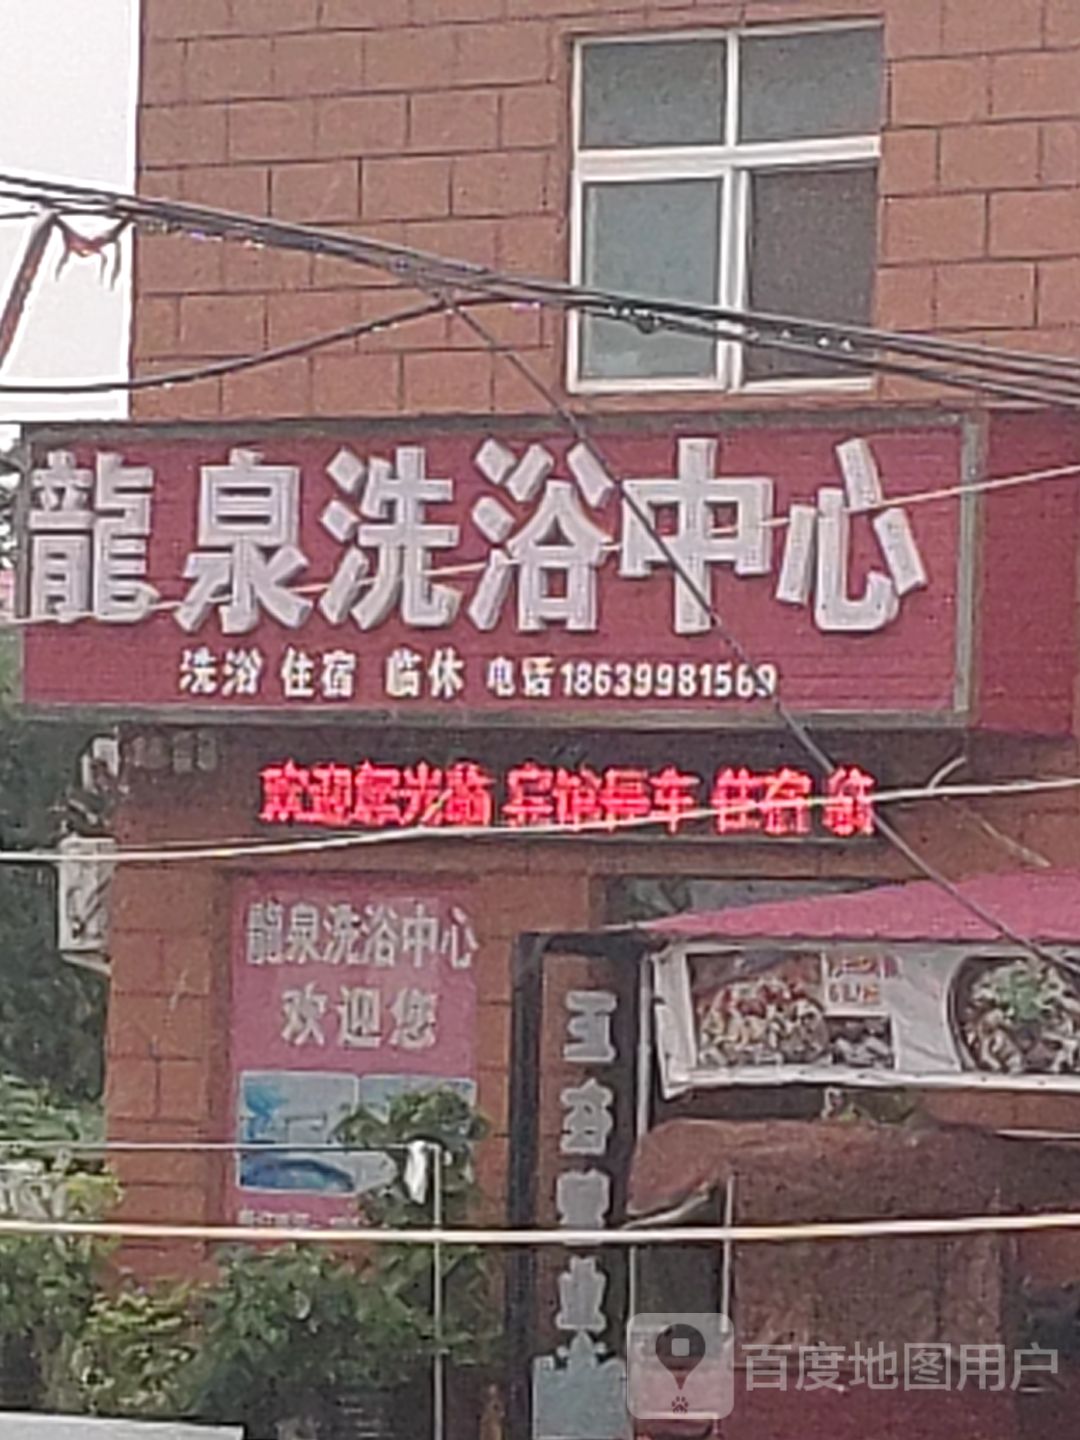 龍泉洗浴中心
洗浴 住宿 临休 电话18639981569
欢迎您光临 宾馆停车 住宿
龍泉洗浴中心
欢迎您
百度地图用户